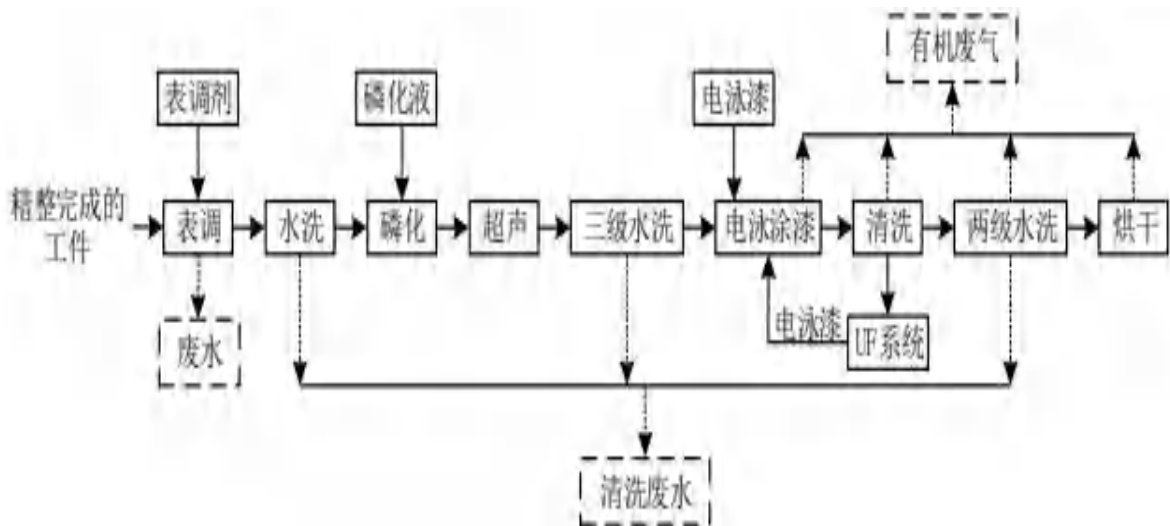 有机废气
表调剂
磷化液
电泳漆
精整完成的
工件
表调
水洗
磷化
超声
三级水洗
电泳涂漆
清洗
两级水洗
烘干
废水
电泳漆
UF系统
清洗废水